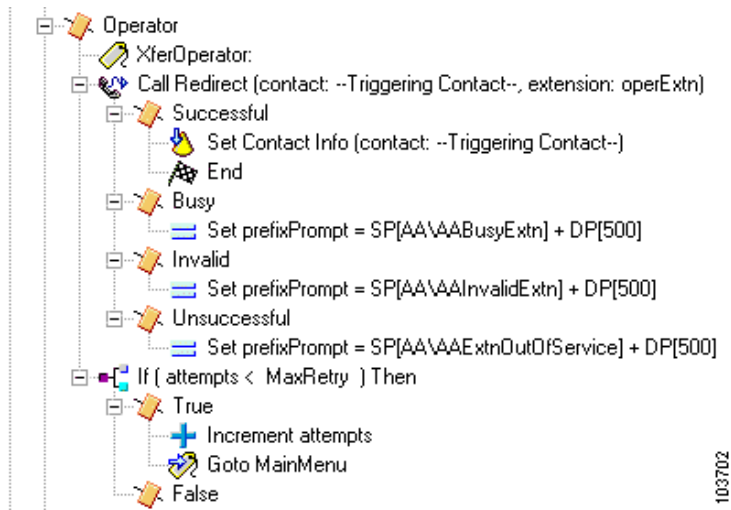 Operator
XferOperator:
Call Redirect (contact: --Triggering Contact--, extension: operExtn)
Successful
Set Contact Info (contact: --Triggering Contact--)
End
Busy
Set prefixPrompt = SP[AA\AABusyExtn] + DP[500]
Invalid
Set prefixPrompt = SP[AA\AAInvalidExtn] + DP[500]
Unsuccessful
Set prefixPrompt = SP[AA\AAExtnOutOfService] + DP[500]
If ( attempts < MaxRetry ) Then
True
Increment attempts
Goto MainMenu
False
103702